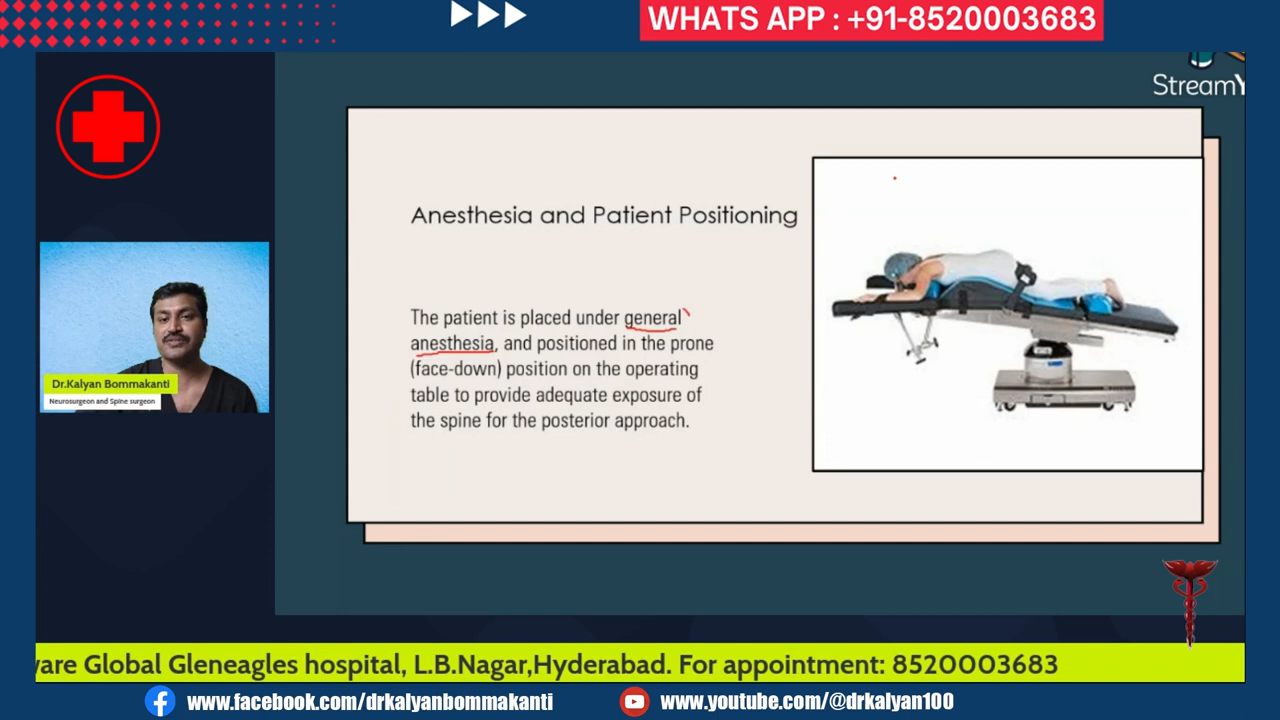 WHATS APP : +91-8520003683
Stream
Anesthesia and Patient Positioning
The patient is placed under general
anesthesia, and positioned in the prone
(face-down) position on the operating
table to provide adequate exposure of
the spine for the posterior approach.
Dr.Kalyan Bommakanti
Neurosurgeon and Spine surgeon
Global Gleneagles hospital, L.B.Nagar,Hyderabad. For appointment: 8520003683
www.facebook.com/drkalyanbommakanti
www.youtube.com/@drkalyan100